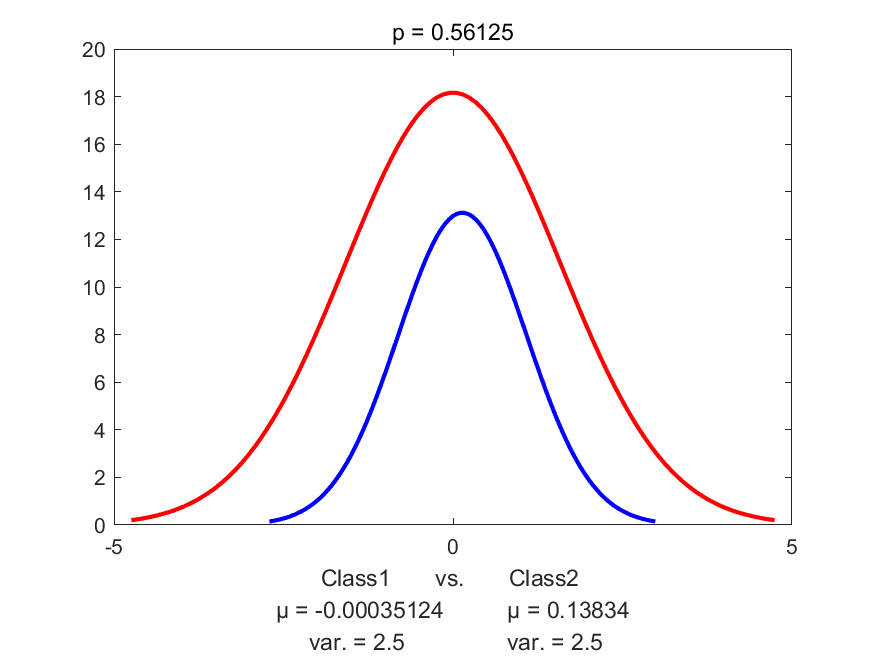 p = 0.56125
20
18
16
14
12
10
8
6
4
2
0
-5 0 5
Class1 vs. Class2
μ = -0.00035124 μ = 0.13834
var. = 2.5 var. = 2.5